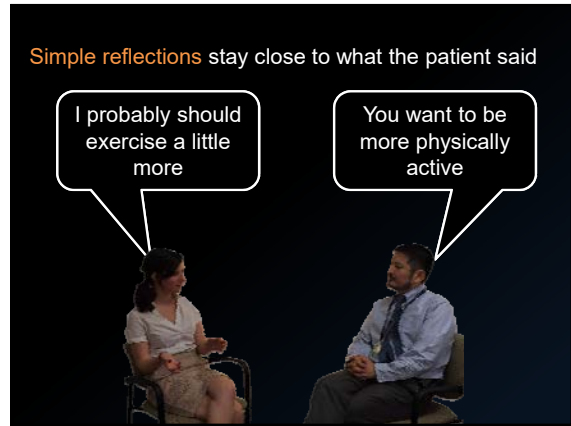 Simple reflections stay close to what the patient said
I probably should
exercise a little
more
You want to be
more physically
active